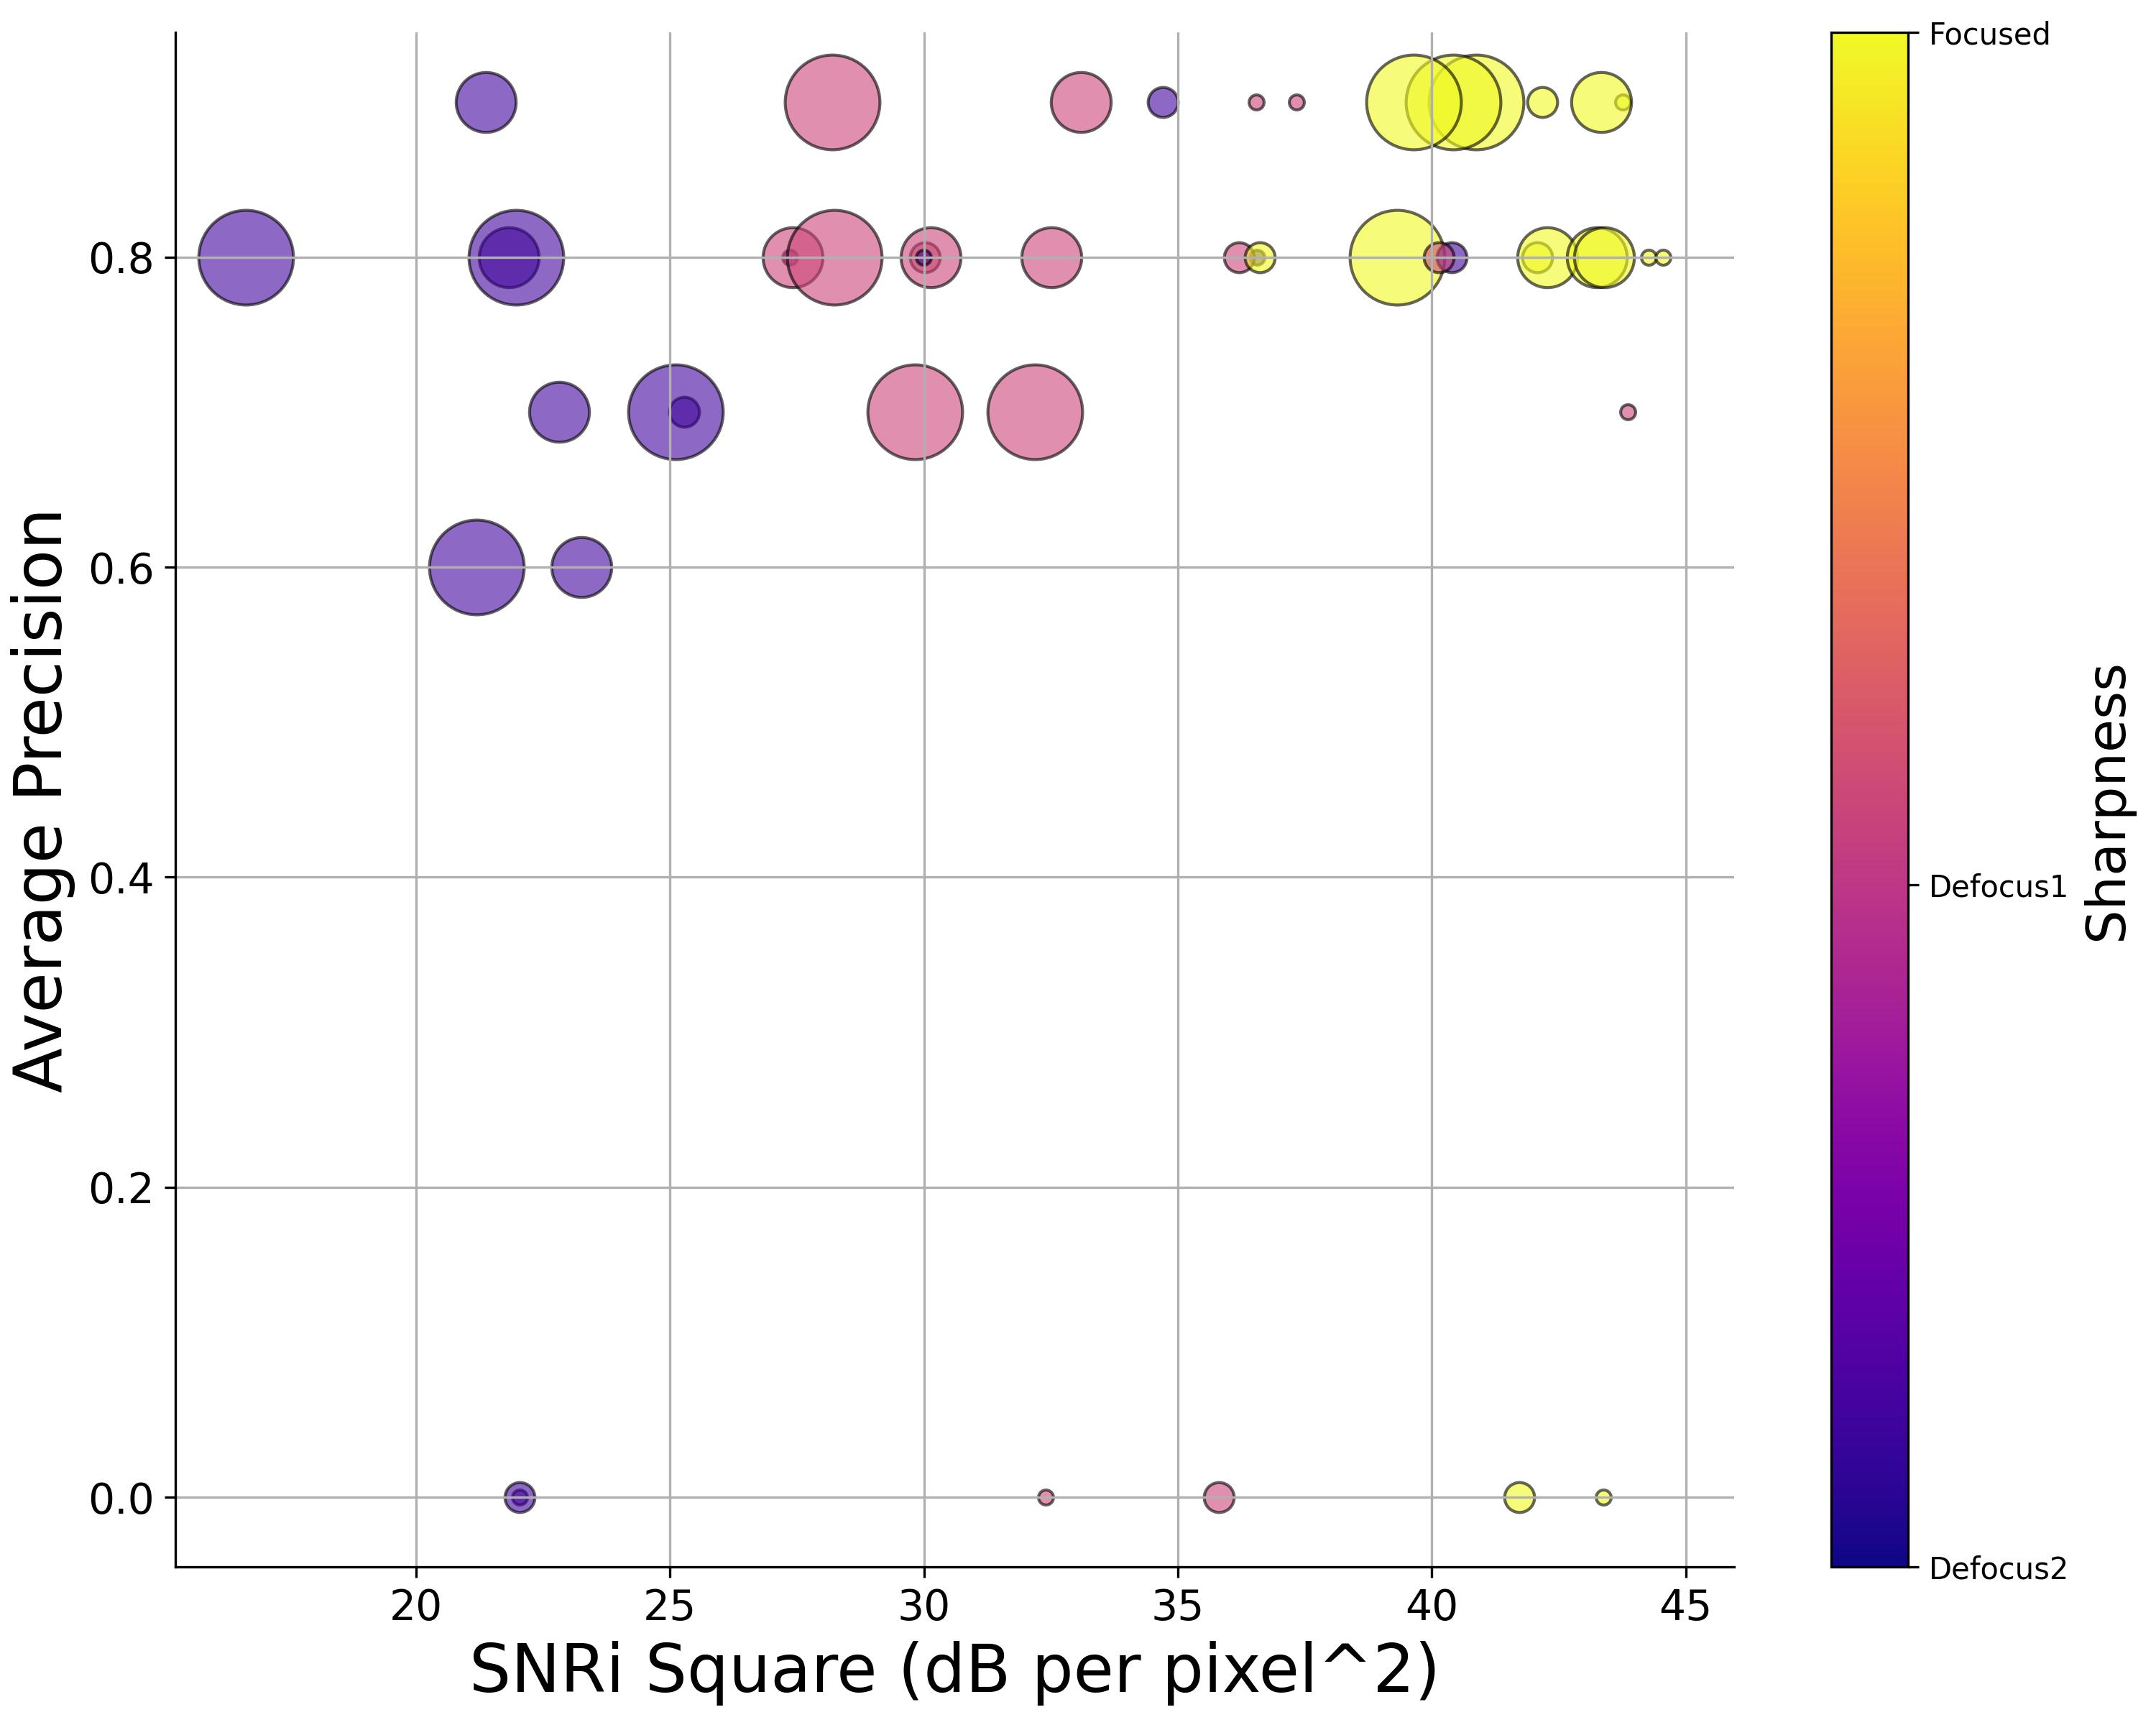 Average Precision
0.8
0.6
0.4
0.2
0.0
20 25 30 35 40 45
SNRi Square (dB per pixel^2)
Focused
Defocus1
Defocus2
Sharpness